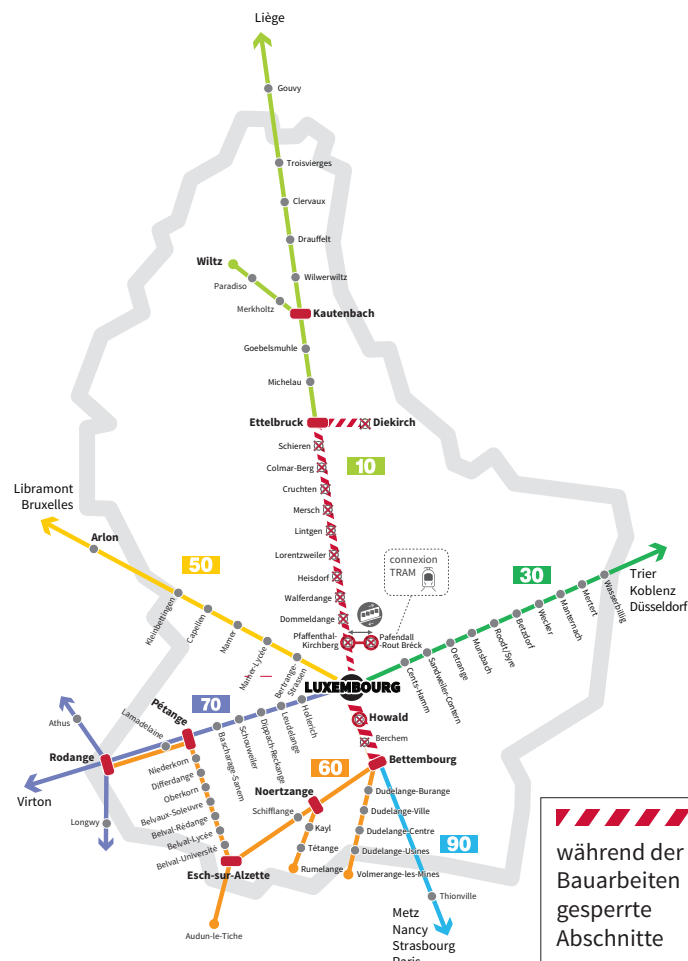 Liège
Gouvy
Troisvierges
Clervaux
Drauffelt
Wiltz
Paradiso
Wilwerwiltz
Merkholtz
Kautenbach
Goebelsmuhle
Michelau
Ettelbruck
Diekirch
Schieren
10
Colmar-Berg
Cruchten
Mersch
Lintgen
Lorentzweiler
Heisdorf
Walferdange
Dommeldange
Pfaffenthal-
Kirchberg
Pafendall
-Rout Bréck
connexion
TRAM
Libramont
Bruxelles
Arlon
50
Kleinbettingen
Capellen
Mamer
Mamer-Lycée
Bertrange-
Strassen
30
Trier
Koblenz
Düsseldorf
Cents-Hamm
Sandweiler-Contern
Oetrange
Munsbach
Roodt/Syre
Betzdorf
Wecker
Manternach
Mertert
Wasserbillig
LUXEMBOURG
Howald
Berchem
Bettembourg
70
Athus
Rodange
Virton
Longwy
Lamadelaine
Pétange
Bascharage-Sanem
Schouweiler
Dippach-Reckange
Leudelange
Hollerich
Niederkorn
Differdange
Oberkorn
Belvaux-Soleuvre
Belval-Rédange
Belval-Lycée
Belval-Université
60
Noertzange
Schifflange
Kayl
Tétange
Rumelange
Esch-sur-Alzette
Audun-le-Tiche
Dudelange-Burange
Dudelange-Ville
Dudelange-Centre
Dudelange-Usines
Volmerange-les-Mines
90
Thionville
Metz
Nancy
Strasbourg
Paris
während der
Bauarbeiten
gesperrte
Abschnitte